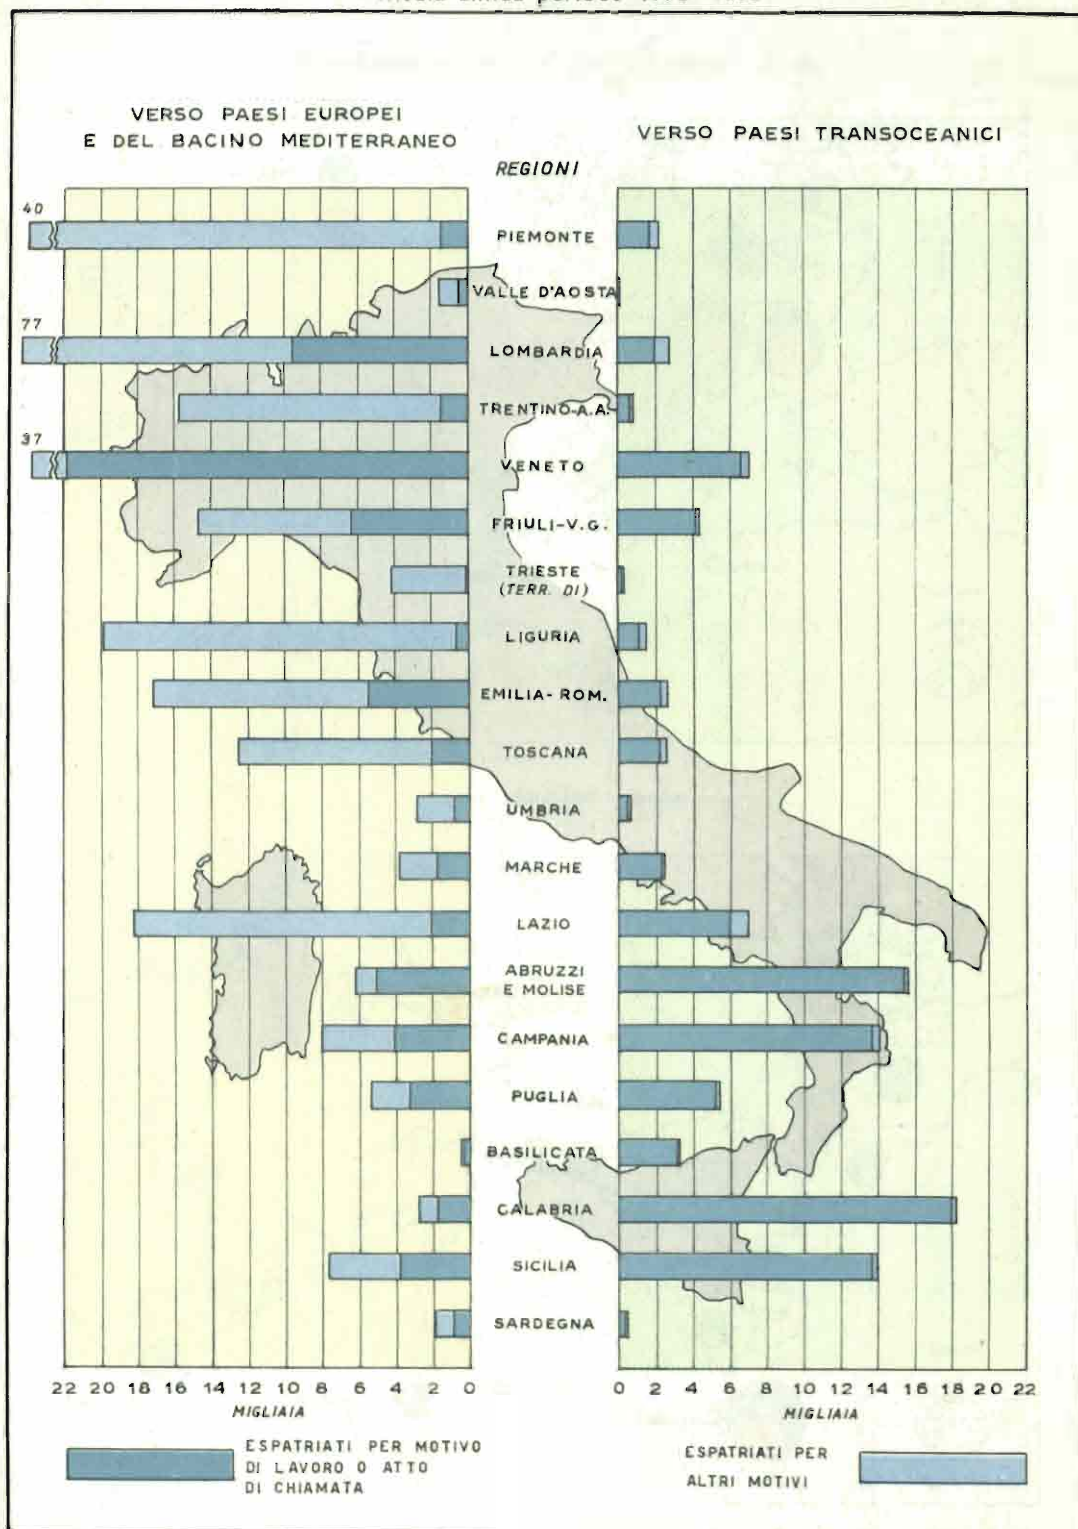 VERSO PAESI EUROPEI
E DEL BACINO MEDITERRANEO
VERSO PAESI TRANSOCEANICI
REGIONI
40
PIEMONTE
VALLE D'AOSTA
77
LOMBARDIA
TRENTINO-A.A.
37
VENETO
FRIULI-V.G.
TRIESTE
(TERR. DI)
LIGURIA
EMILIA-ROM.
TOSCANA
UMBRIA
MARCHE
LAZIO
ABRUZZI
E MOLISE
CAMPANIA
PUGLIA
BASILICATA
CALABRIA
SICILIA
SARDEGNA
22 20 18 16 14 12 10 8 6 4 2 0
0 2 4 6 8 10 12 14 16 18 20 22
MIGLIAIA
MIGLIAIA
ESPATRIATI PER MOTIVO
DI LAVORO O ATTO
DI CHIAMATA
ESPATRIATI PER
ALTRI MOTIVI